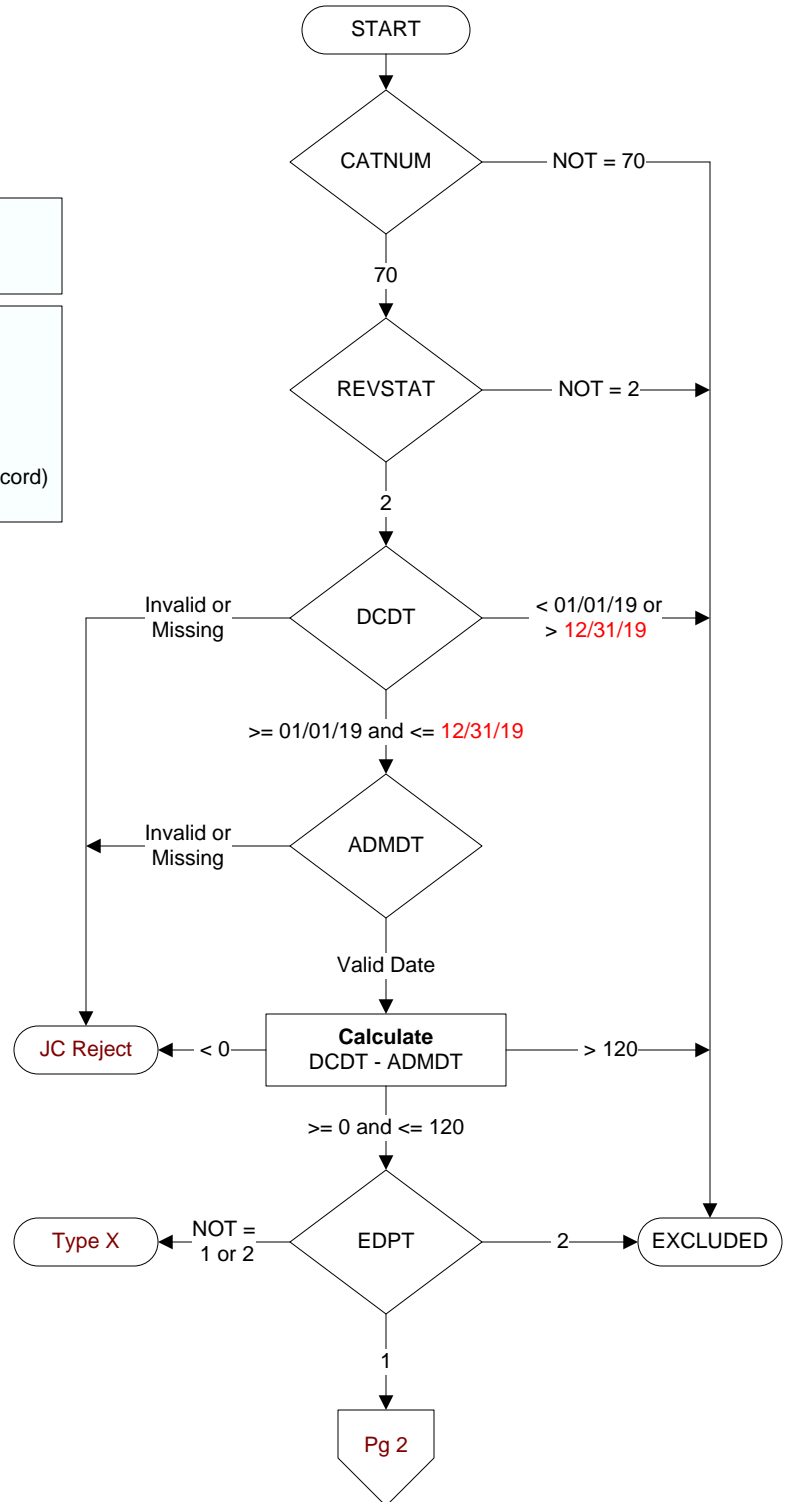 START
CATNUM
NOT = 70
70
REVSTAT
NOT = 2
cord)
2
Invalid or
Missing
DCDT
< 01/01/19 or
> 12/31/19
>= 01/01/19 and <= 12/31/19
Invalid or
Missing
ADMDT
Valid Date
JC Reject
< 0
Calculate
DCDT - ADMDT
> 120
>= 0 and <= 120
Type X
NOT =
1 or 2
EDPT
2
EXCLUDED
1
Pg 2